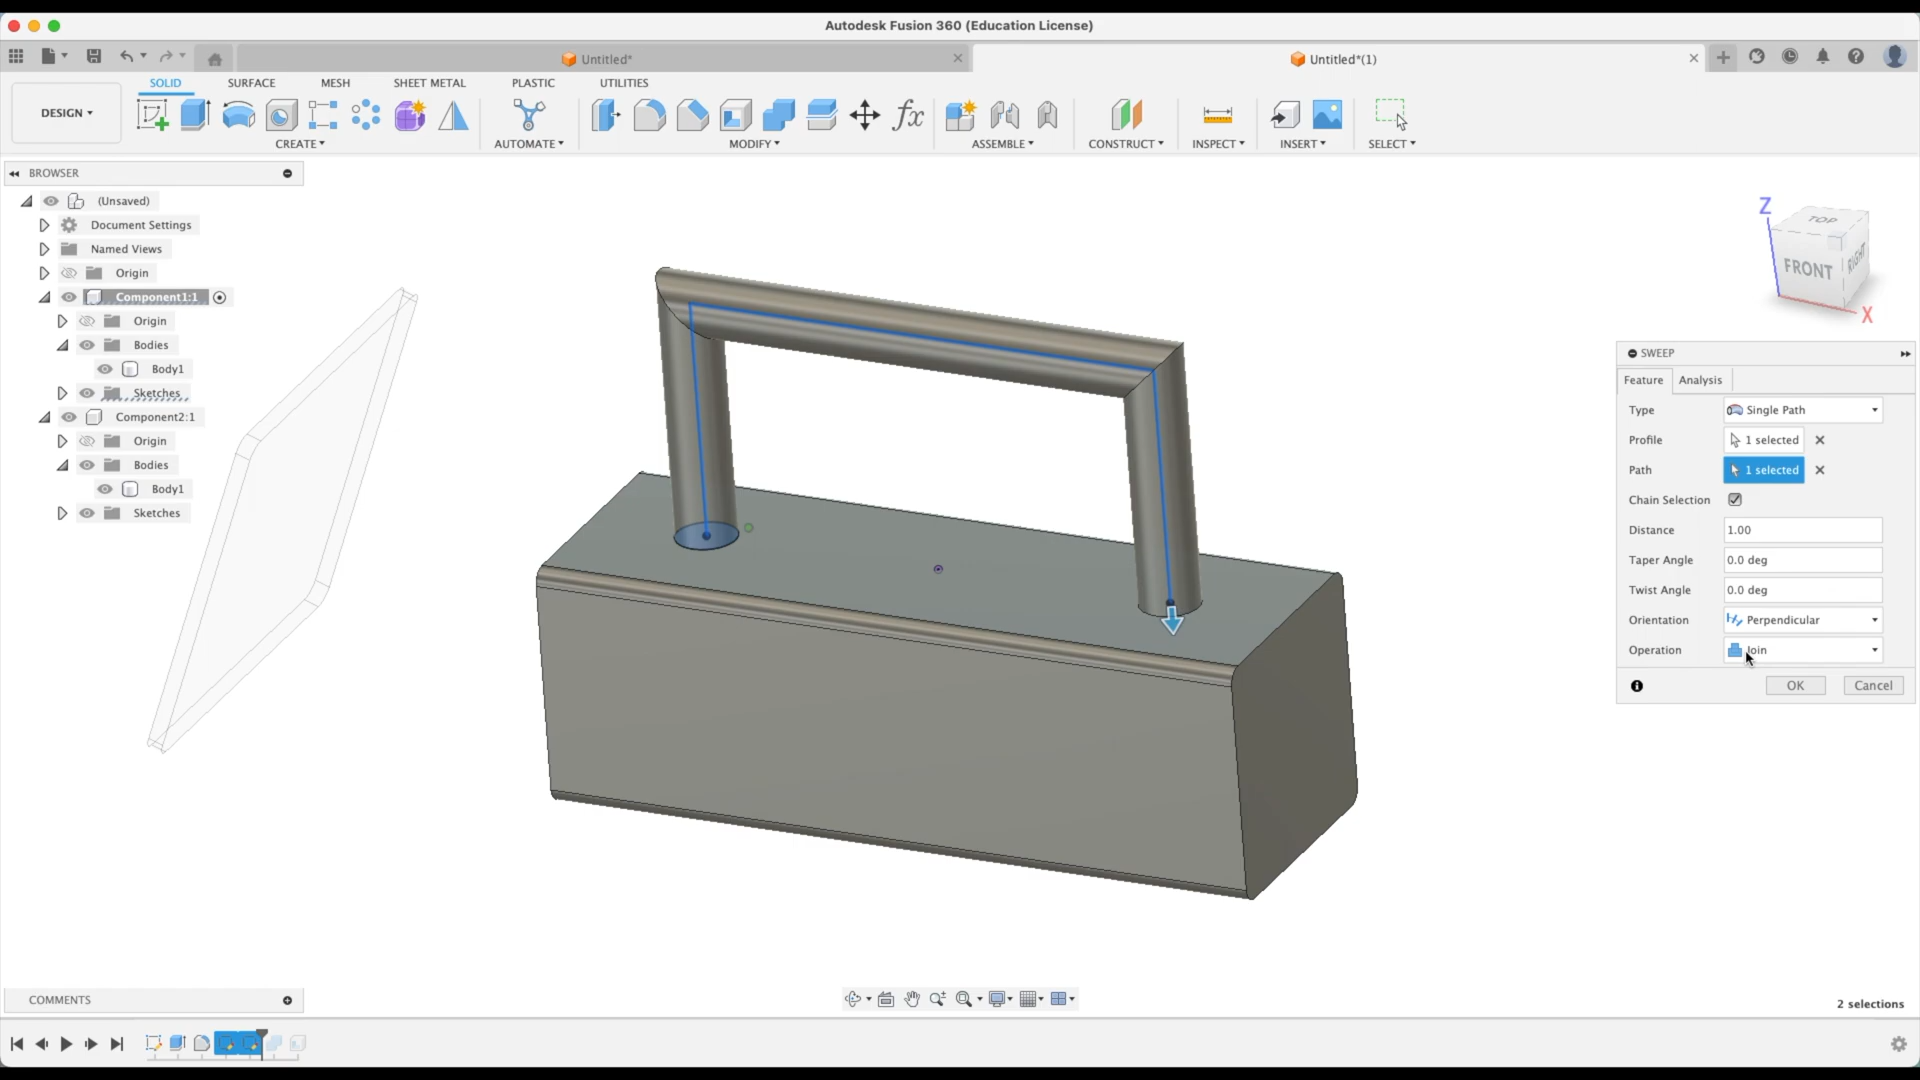 Autodesk Fusion 360 (Education License)
Untitled*
Untitled*(1)
SOLID SURFACE MESH SHEET METAL PLASTIC UTILITIES
DESIGN
CREATE AUTOMATE MODIFY ASSEMBLE CONSTRUCT INSPECT INSERT SELECT
fx
BROWSER
(Unsaved)
Document Settings
Named Views
Origin
Component1:1
Origin
Bodies
Body1
Sketches
Component2:1
Origin
Bodies
Body1
Sketches
Z
TOP
FRONT
RIGHT
X
SWEEP
Feature Analysis
Type Single Path
Profile 1 selected
Path 1 selected
Chain Selection
Distance 1.00
Taper Angle 0.0 deg
Twist Angle 0.0 deg
Orientation Perpendicular
Operation Join
OK Cancel
COMMENTS
2 selections